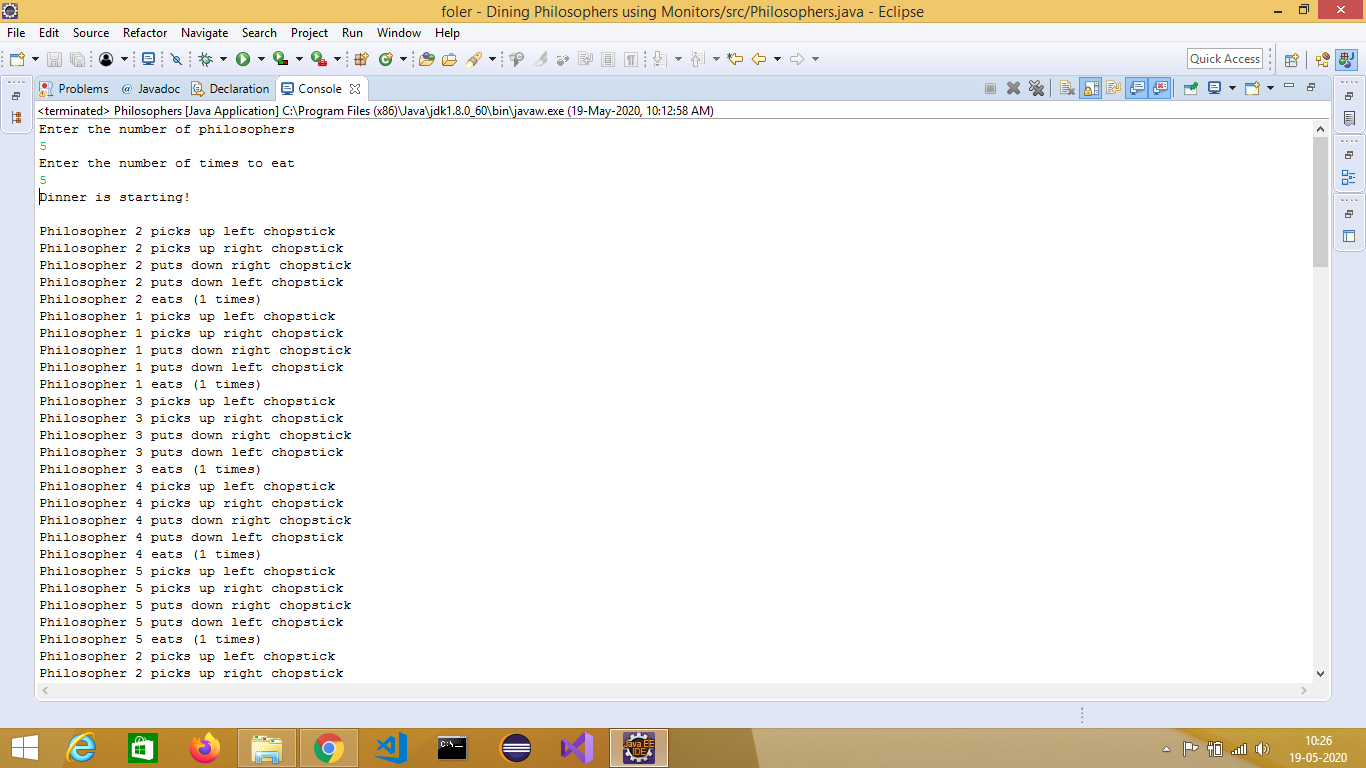 foler - Dining Philosophers using Monitors/src/Philosophers.java - Eclipse
File Edit Source Refactor Navigate Search Project Run Window Help
Quick Access
Problems @ Javadoc Declaration Console
<terminated> Philosophers [Java Application] C:\Program Files (x86)\Java\jdk1.8.0_60\bin\javaw.exe (19-May-2020, 10:12:58 AM)
Enter the number of philosophers
5
Enter the number of times to eat
5
Dinner is starting!
Philosopher 2 picks up left chopstick
Philosopher 2 picks up right chopstick
Philosopher 2 puts down right chopstick
Philosopher 2 puts down left chopstick
Philosopher 2 eats (1 times)
Philosopher 1 picks up left chopstick
Philosopher 1 picks up right chopstick
Philosopher 1 puts down right chopstick
Philosopher 1 puts down left chopstick
Philosopher 1 eats (1 times)
Philosopher 3 picks up left chopstick
Philosopher 3 picks up right chopstick
Philosopher 3 puts down right chopstick
Philosopher 3 puts down left chopstick
Philosopher 3 eats (1 times)
Philosopher 4 picks up left chopstick
Philosopher 4 picks up right chopstick
Philosopher 4 puts down right chopstick
Philosopher 4 puts down left chopstick
Philosopher 4 eats (1 times)
Philosopher 5 picks up left chopstick
Philosopher 5 picks up right chopstick
Philosopher 5 puts down right chopstick
Philosopher 5 puts down left chopstick
Philosopher 5 eats (1 times)
Philosopher 2 picks up left chopstick
Philosopher 2 picks up right chopstick
C:\
Java EE
IDE
10:26
19-05-2020